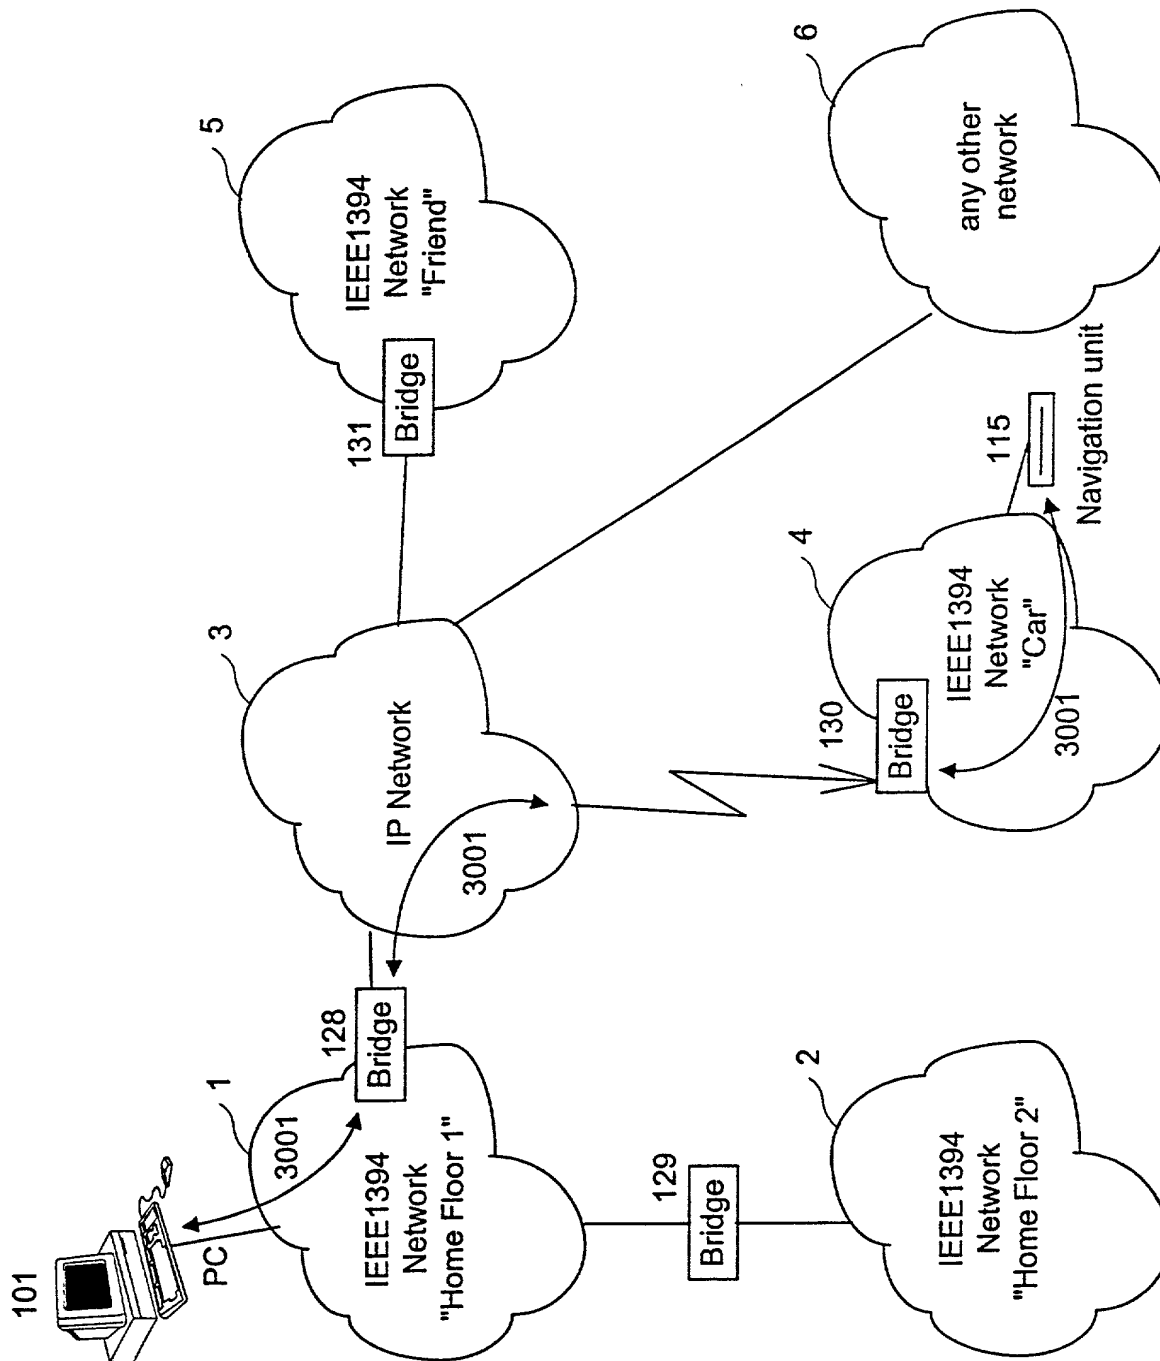 101
PC
3001
1
IEEE1394
Network
"Home Floor 1"
128
Bridge
129
Bridge
2
IEEE1394
Network
"Home Floor 2"
3
IP Network
3001
131
Bridge
5
IEEE1394
Network
"Friend"
130
Bridge
4
IEEE1394
Network
"Car"
3001
115
Navigation unit
6
any other
network